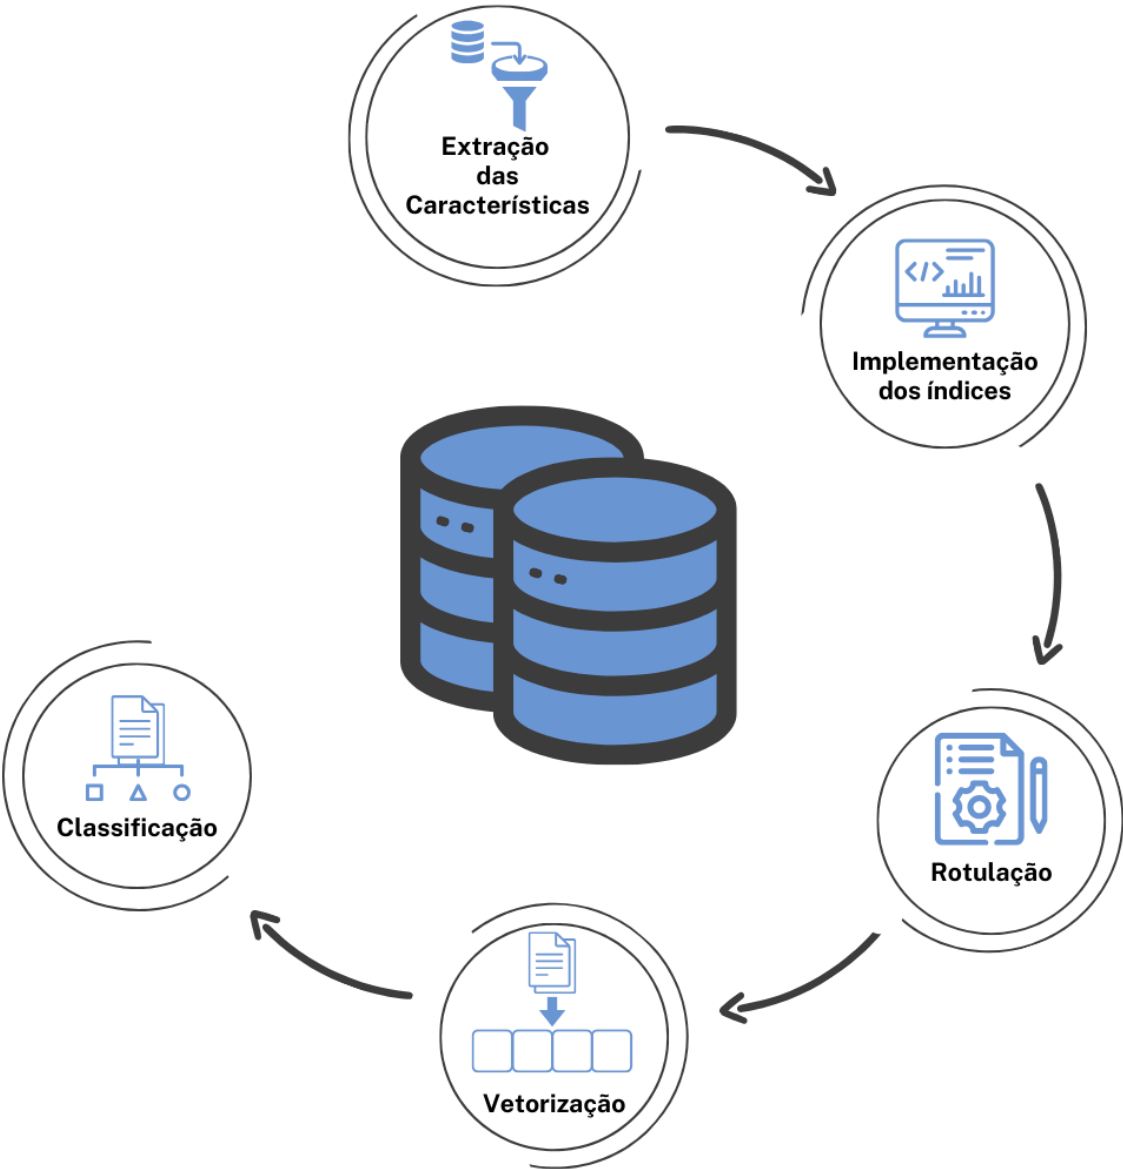 Extração
das
Características
</>
Implementação
dos índices
Rotulação
Vetorização
Classificação